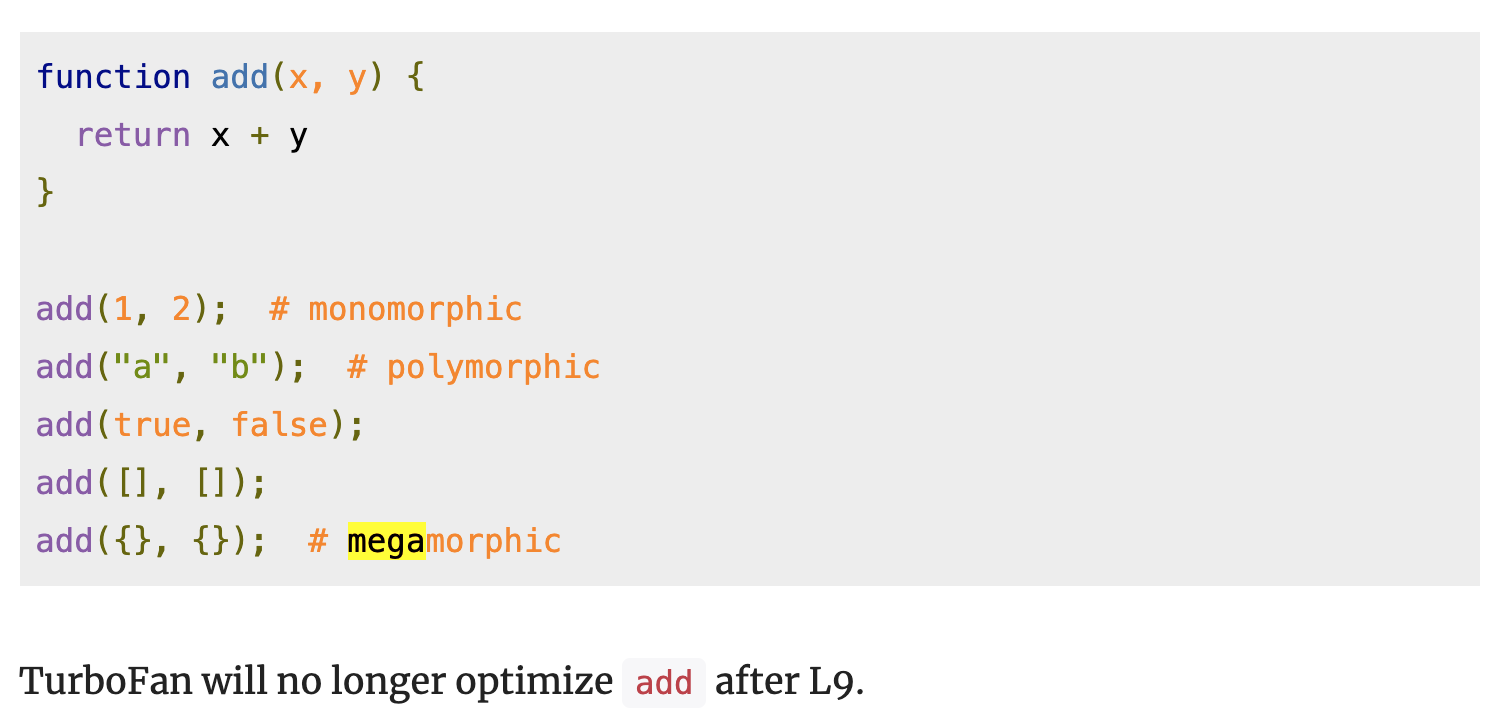 function add(x, y) {
  return x + y
}
add(1, 2);  # monomorphic
add("a", "b");  # polymorphic
add(true, false);
add([], []);
add({}, {});  # megamorphic
TurboFan will no longer optimize add after L9.